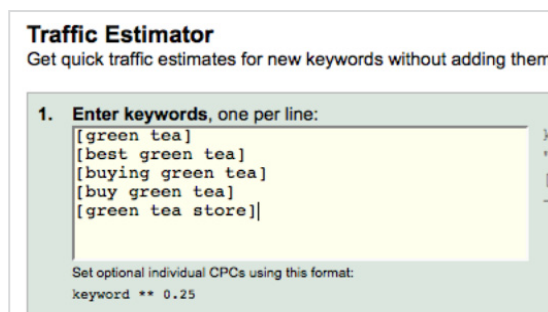 Traffic Estimator
Get quick traffic estimates for new keywords without adding them
1. Enter keywords, one per line:
[green tea]
[best green tea]
[buying green tea]
[buy green tea]
[green tea store]
Set optional individual CPCs using this format:
keyword ** 0.25